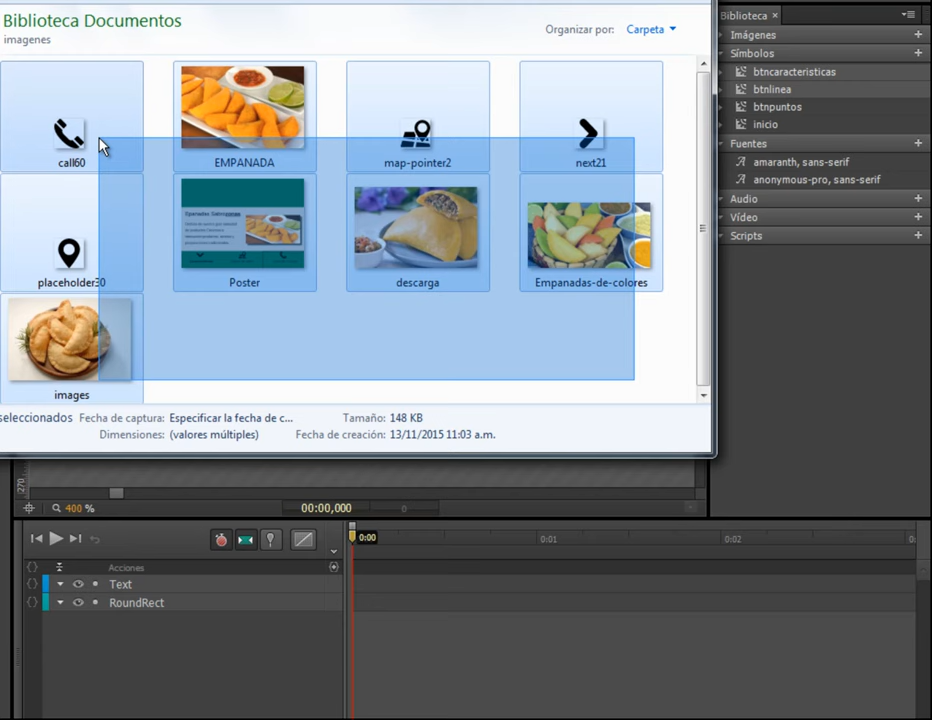 Biblioteca Documentos
imagenes
Organizar por: Carpeta
call60
EMPANADA
map-pointer2
next21
placeholder30
Poster
descarga
Empanadas-de-colores
images
seleccionados Fecha de captura: Especificar la fecha de c... Tamaño: 148 KB
Dimensiones: (valores múltiples) Fecha de creación: 13/11/2015 11:03 a.m.
Biblioteca ×
Imágenes +
Símbolos +
btncaracteristicas
btnlinea
btnpuntos
inicio
Fuentes +
amaranth, sans-serif
anonymous-pro, sans-serif
Audio +
Vídeo +
Scripts +
270
400 %
00:00,000
0
0:00
0:01
0:02
0:
Acciones
Text
RoundRect